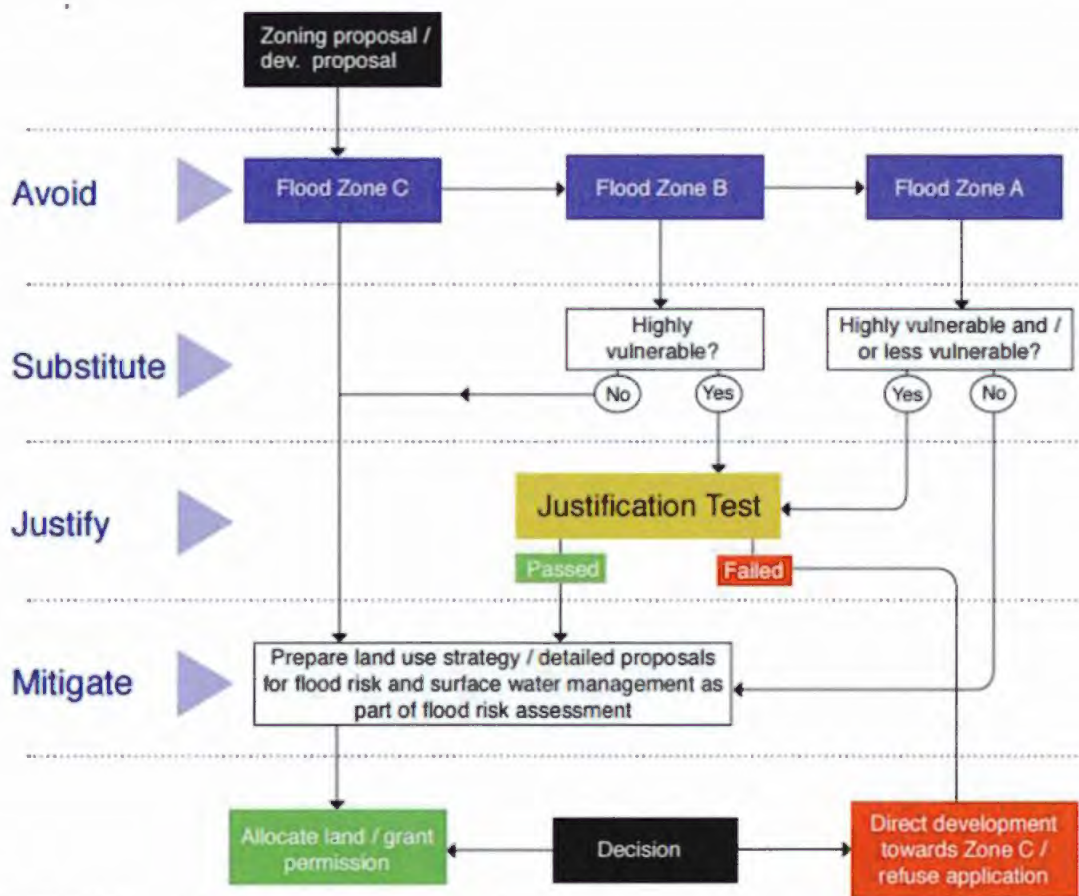 Zoning proposal /
dev. proposal
Avoid
Flood Zone C
Flood Zone B
Flood Zone A
Substitute
Highly
vulnerable?
Highly vulnerable and /
or less vulnerable?
No
Yes
Yes
No
Justify
Justification Test
Passed
Failed
Mitigate
Prepare land use strategy / detailed proposals
for flood risk and surface water management as
part of flood risk assessment
Allocate land / grant
permission
Decision
Direct development
towards Zone C /
refuse application